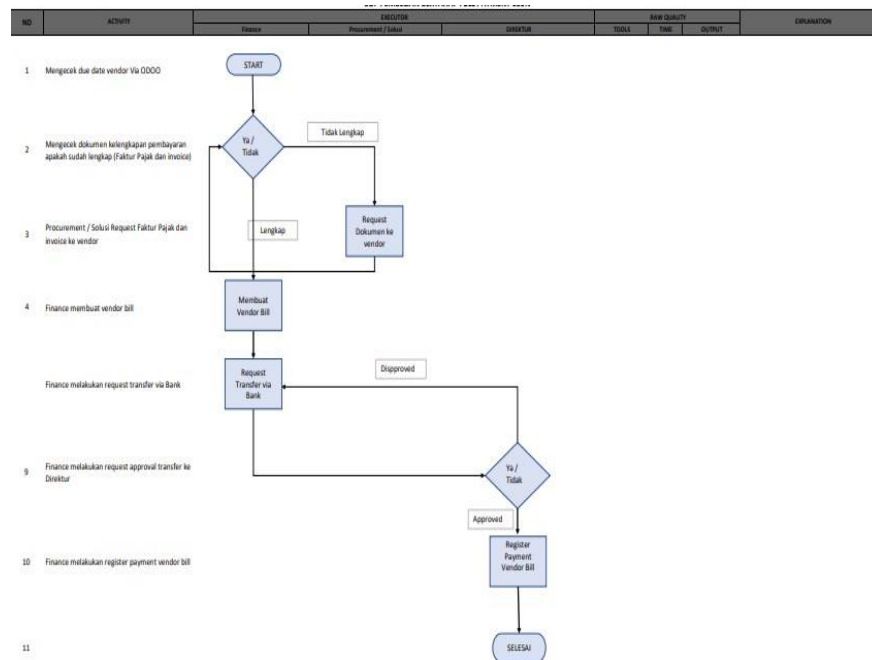 NO
ACTIVITY
EXECUTOR
RAW QUALITY
EXPLANATION
Finance
Procurement / Solusi
DIREKTUR
TOOLS
TIME
OUTPUT
1
Mengecek due date vendor Via ODOO
START
2
Mengecek dokumen kelengkapan pembayaran
apakah sudah lengkap (Faktur Pajak dan invoice)
Ya /
Tidak
Tidak Lengkap
3
Procurement / Solusi Request Faktur Pajak dan
invoice ke vendor
Lengkap
Request
Dokumen ke
vendor
4
Finance membuat vendor bill
Membuat
Vendor Bill
Finance melakukan request transfer via Bank
Request
Transfer via
Bank
Dispproved
9
Finance melakukan request approval transfer ke
Direktur
Ya /
Tidak
Approved
10
Finance melakukan register payment vendor bill
Register
Payment
Vendor Bill
11
SELESAI